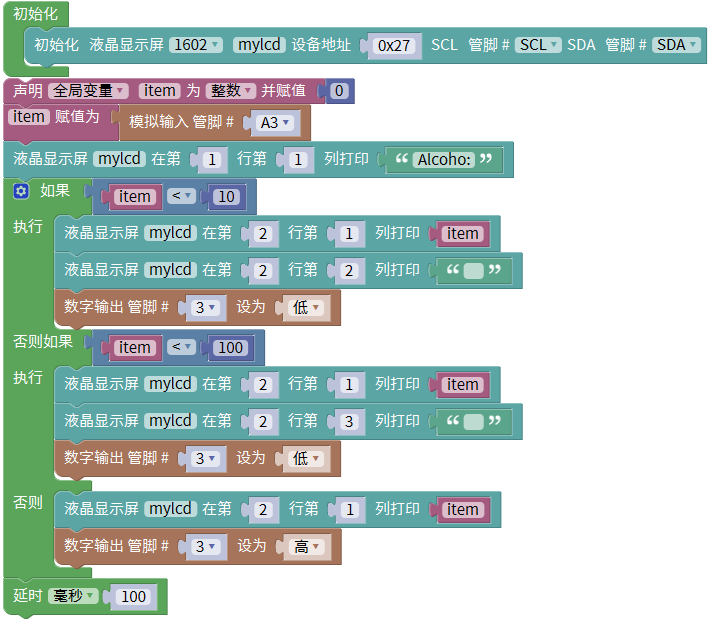 初始化
初始化 液晶显示屏 1602 mylcd 设备地址 0x27 SCL 管脚 # SCL SDA 管脚 # SDA
声明 全局变量 item 为 整数 并赋值 0
item 赋值为 模拟输入 管脚 # A3
液晶显示屏 mylcd 在第 1 行第 1 列打印 “ Alcoho: ”
如果 item < 10
执行 液晶显示屏 mylcd 在第 2 行第 1 列打印 item
液晶显示屏 mylcd 在第 2 行第 2 列打印 “ ”
数字输出 管脚 # 3 设为 低
否则如果 item < 100
执行 液晶显示屏 mylcd 在第 2 行第 1 列打印 item
液晶显示屏 mylcd 在第 2 行第 3 列打印 “ ”
数字输出 管脚 # 3 设为 低
否则 液晶显示屏 mylcd 在第 2 行第 1 列打印 item
数字输出 管脚 # 3 设为 高
延时 毫秒 100